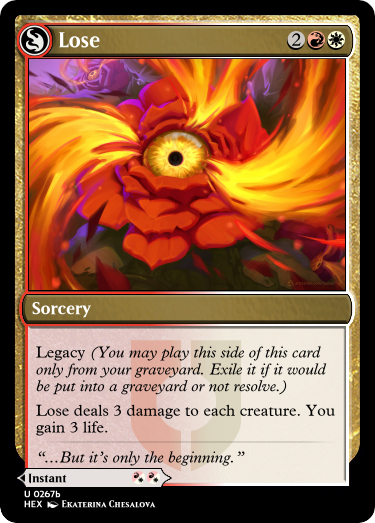 Lose 2
Sorcery
Legacy (You may play this side of this card
only from your graveyard. Exile it if it would
be put into a graveyard or not resolve.)
Lose deals 3 damage to each creature. You
gain 3 life.
“…But it’s only the beginning.”
Instant
U 0267b
HEX EKATERINA CHESALOVA